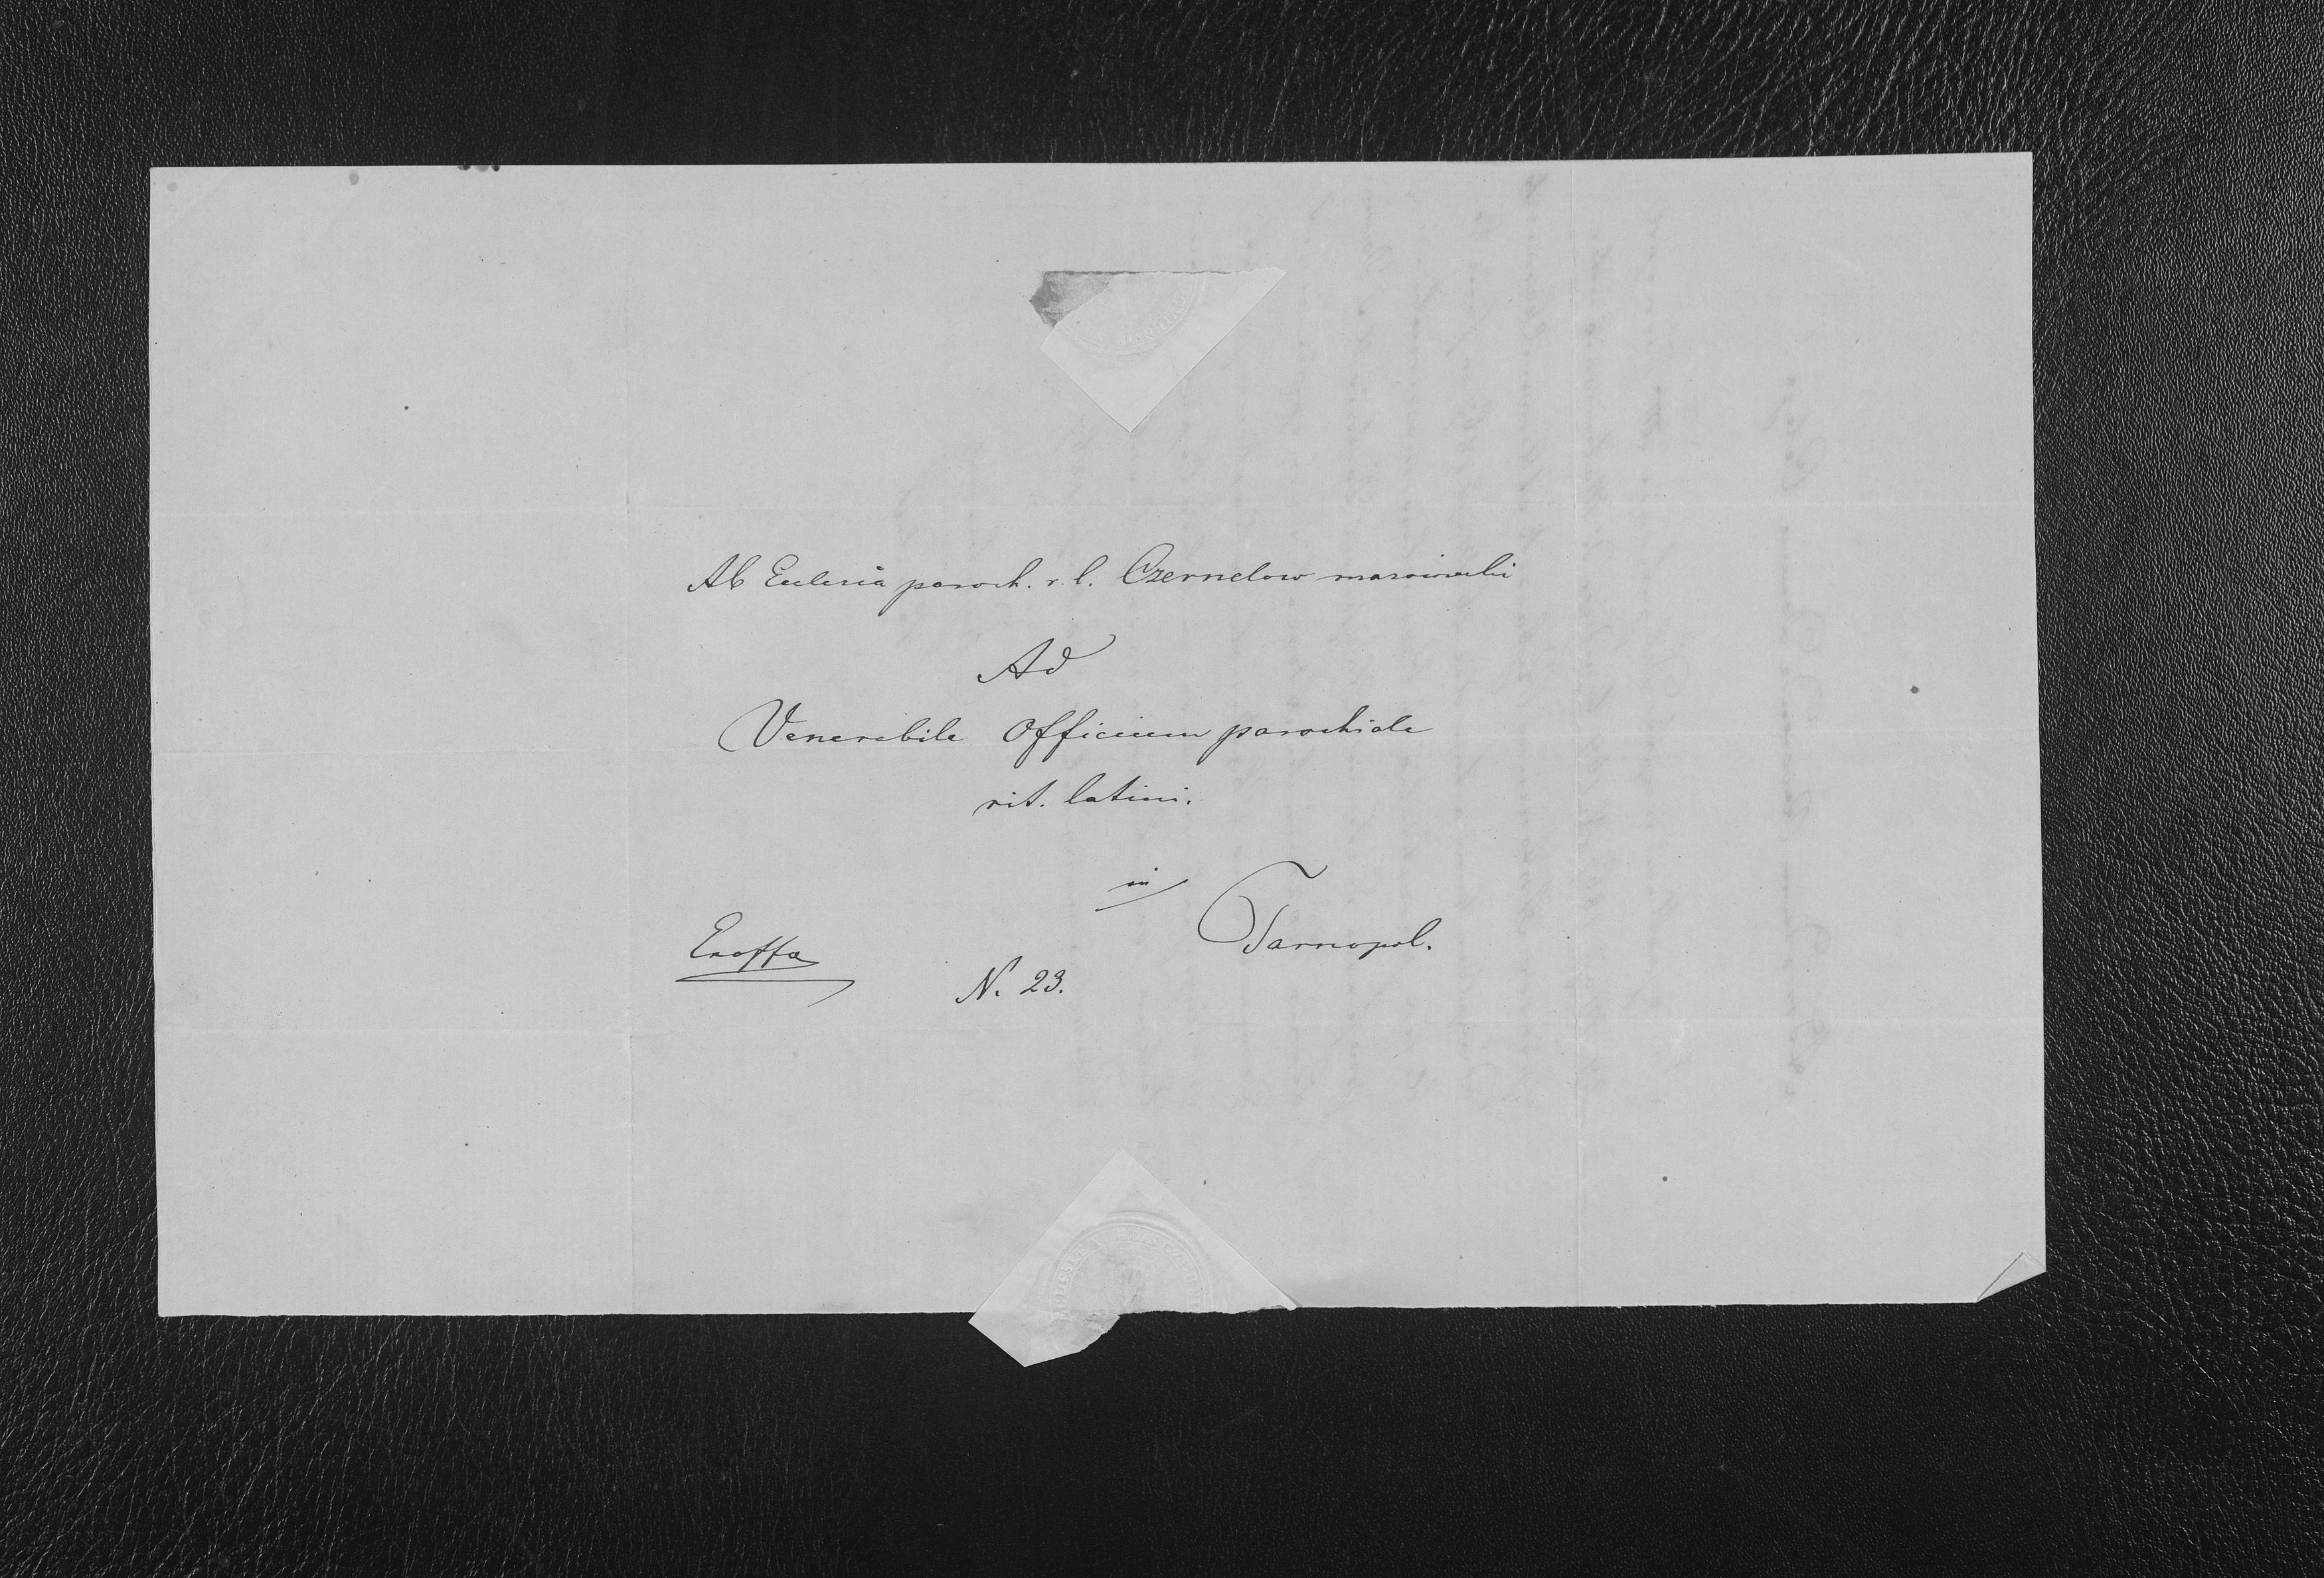 Ab Ecclesia paroch. r. l. Czernelow mazowiecki
Ad
Venerabile Officium parochiale
rit. latini.
in Tarnopol.
Exoffo
N. 23.